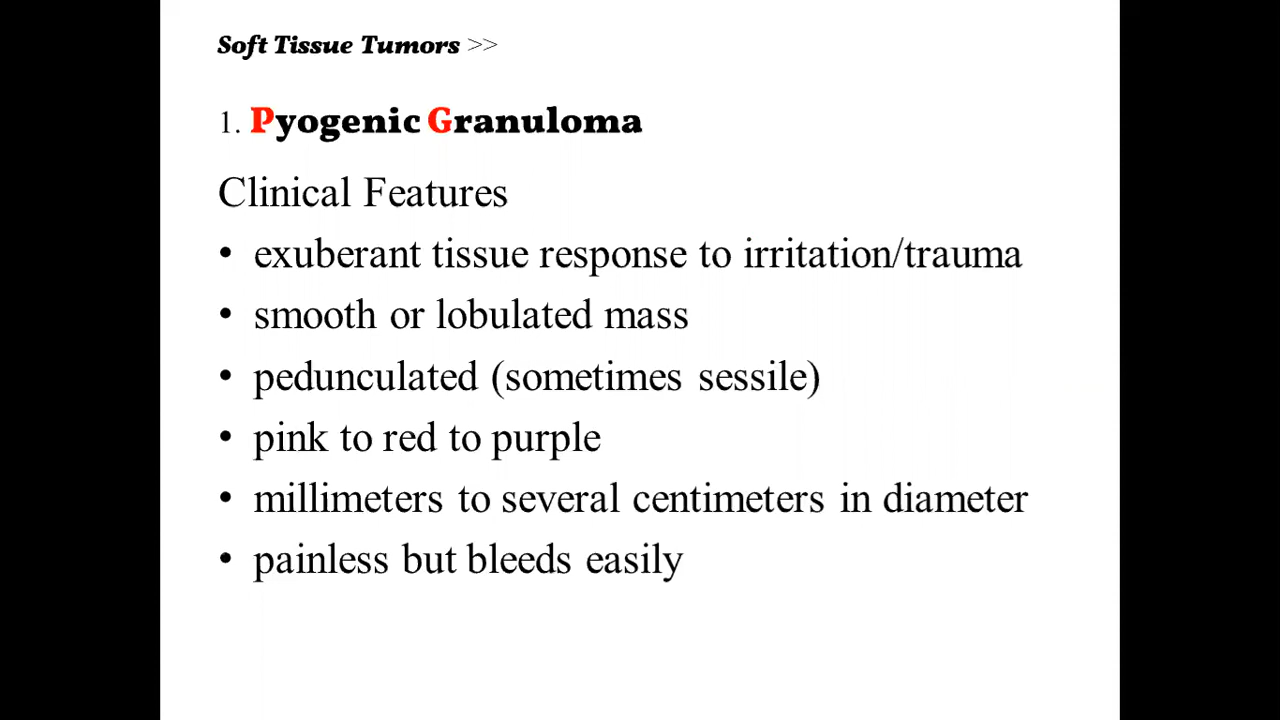 Soft Tissue Tumors >>
1. Pyogenic Granuloma
Clinical Features
• exuberant tissue response to irritation/trauma
• smooth or lobulated mass
• pedunculated (sometimes sessile)
• pink to red to purple
• millimeters to several centimeters in diameter
• painless but bleeds easily